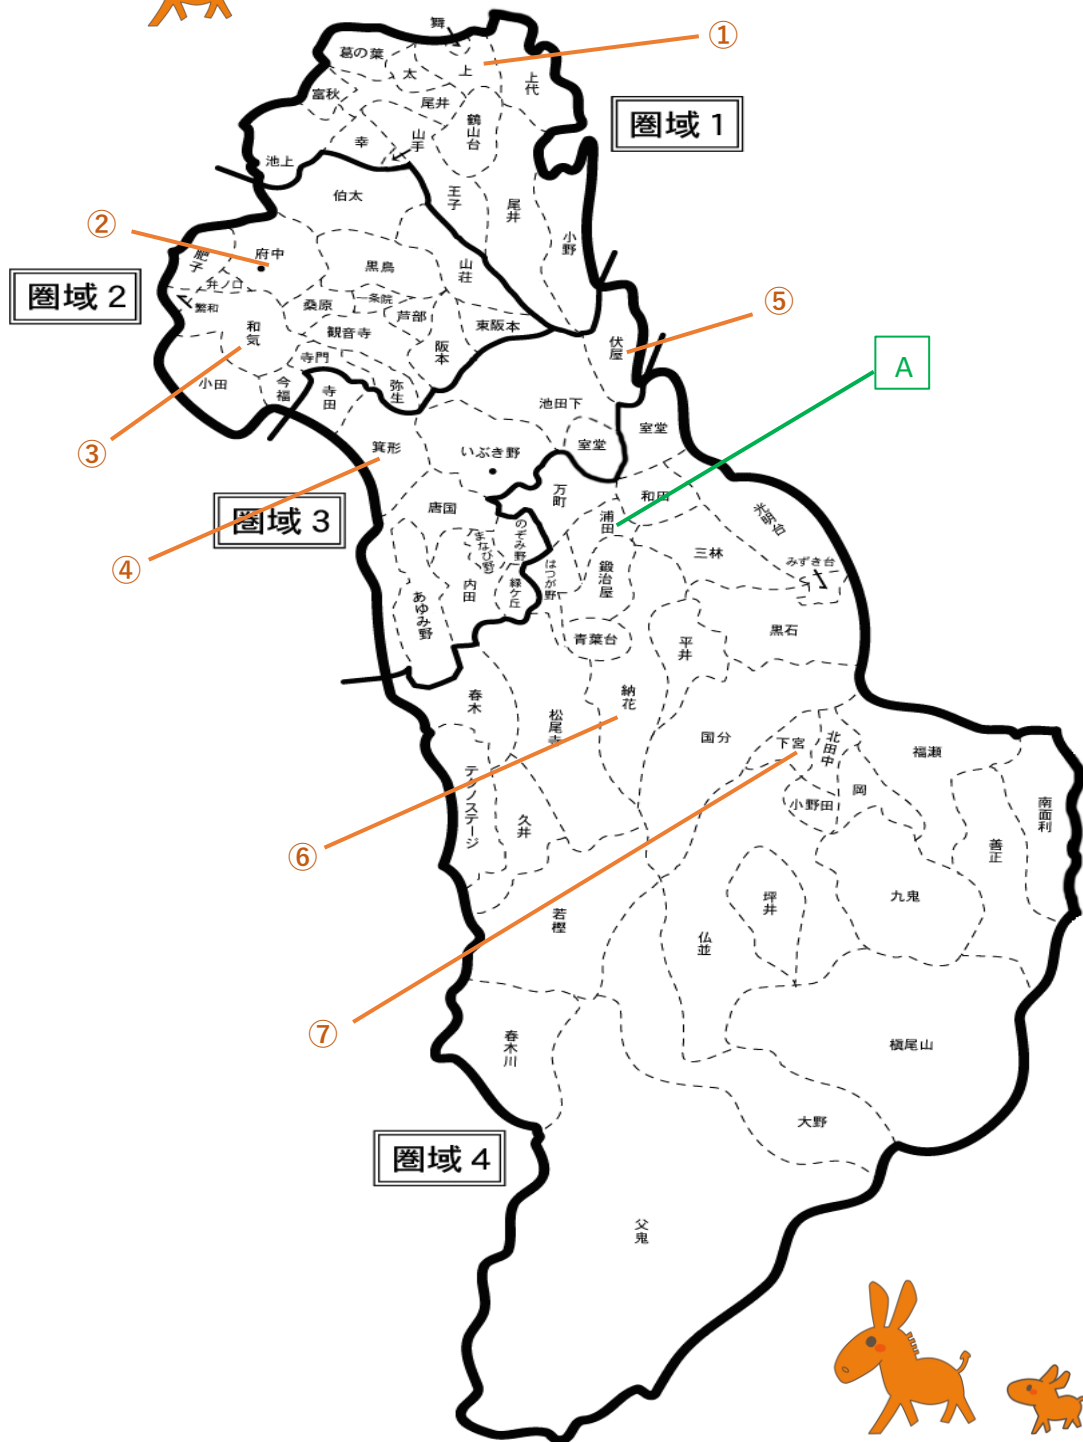 舞
①
葛の葉
太
上
上代
富秋
尾井
鶴山台
圏域１
幸
山手
池上
伯太
王子
尾井
小野
②
肥子
府中
黒鳥
山荘
圏域２
井ノ口
繁和
和気
桑原
一条院
芦部
観音寺
東阪本
阪本
⑤
伏屋
A
寺門
小田
今福
寺田
弥生
池田下
③
箕形
いぶき野
室堂
室堂
万町
和田
光明台
唐国
圏域３
浦田
のぞみ野
まなび野
三林
みずき台
④
内田
緑ケ丘
はつが野
鍛治屋
あゆみ野
青葉台
平井
黒石
春木
納花
松尾寺
国分
下宮
北田中
福瀬
テクノステージ
小野田
岡
南面利
久井
善正
⑥
若樫
坪井
九鬼
仏並
⑦
春木川
槇尾山
大野
圏域４
父鬼